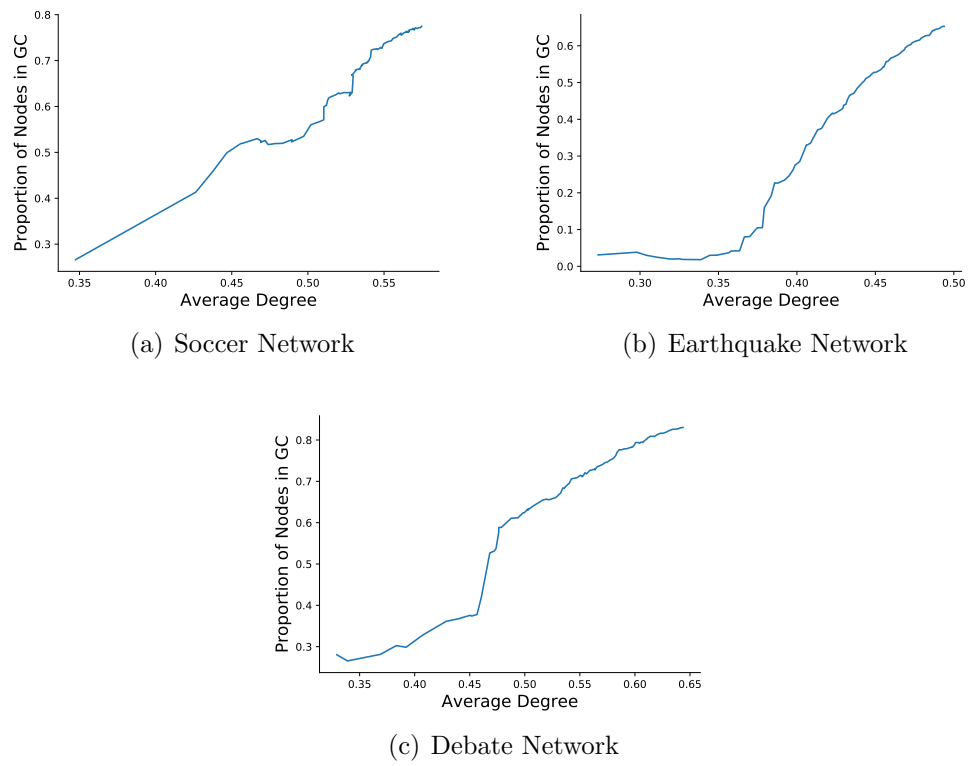 Proportion of Nodes in GC
0.8
0.7
0.6
0.5
0.4
0.3
0.35 0.40 0.45 0.50 0.55
Average Degree
(a) Soccer Network
Proportion of Nodes in GC
0.6
0.5
0.4
0.3
0.2
0.1
0.0
0.30 0.35 0.40 0.45 0.50
Average Degree
(b) Earthquake Network
Proportion of Nodes in GC
0.8
0.7
0.6
0.5
0.4
0.3
0.35 0.40 0.45 0.50 0.55 0.60 0.65
Average Degree
(c) Debate Network